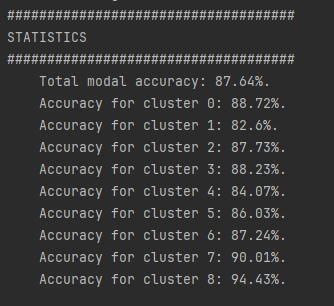 ####################################
STATISTICS
####################################
Total modal accuracy: 87.64%.
Accuracy for cluster 0: 88.72%.
Accuracy for cluster 1: 82.6%.
Accuracy for cluster 2: 87.73%.
Accuracy for cluster 3: 88.23%.
Accuracy for cluster 4: 84.07%.
Accuracy for cluster 5: 86.03%.
Accuracy for cluster 6: 87.24%.
Accuracy for cluster 7: 90.01%.
Accuracy for cluster 8: 94.43%.